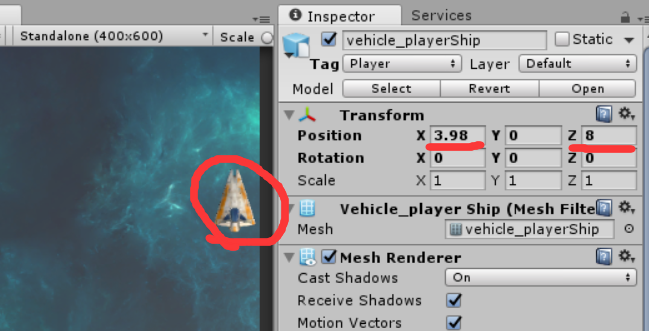 Inspector Services
Standalone (400x600) Scale
vehicle_playerShip Static
Tag Player Layer Default
Model Select Revert Open
Transform
Position X 3.98 Y 0 Z 8
Rotation X 0 Y 0 Z 0
Scale X 1 Y 1 Z 1
Vehicle_player Ship (Mesh Filte
Mesh vehicle_playerShip
Mesh Renderer
Cast Shadows On
Receive Shadows
Motion Vectors